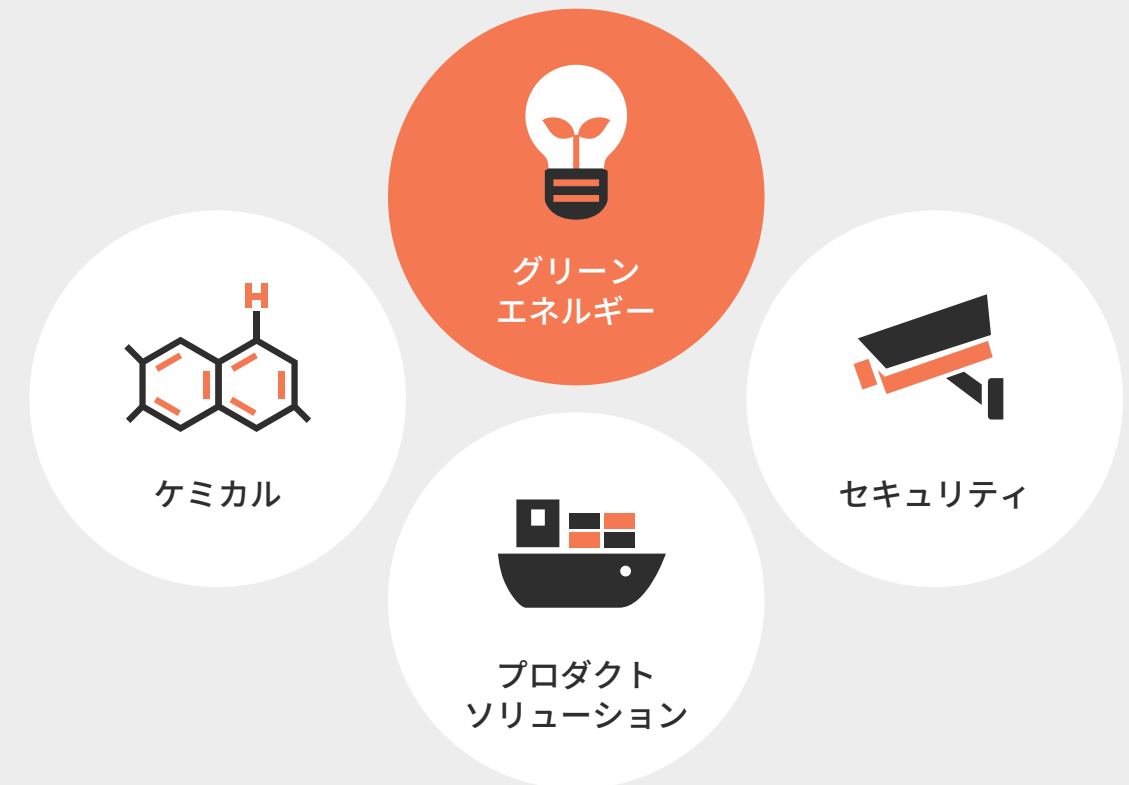 グリーン
エネルギー
H
ケミカル
セキュリティ
プロダクト
ソリューション